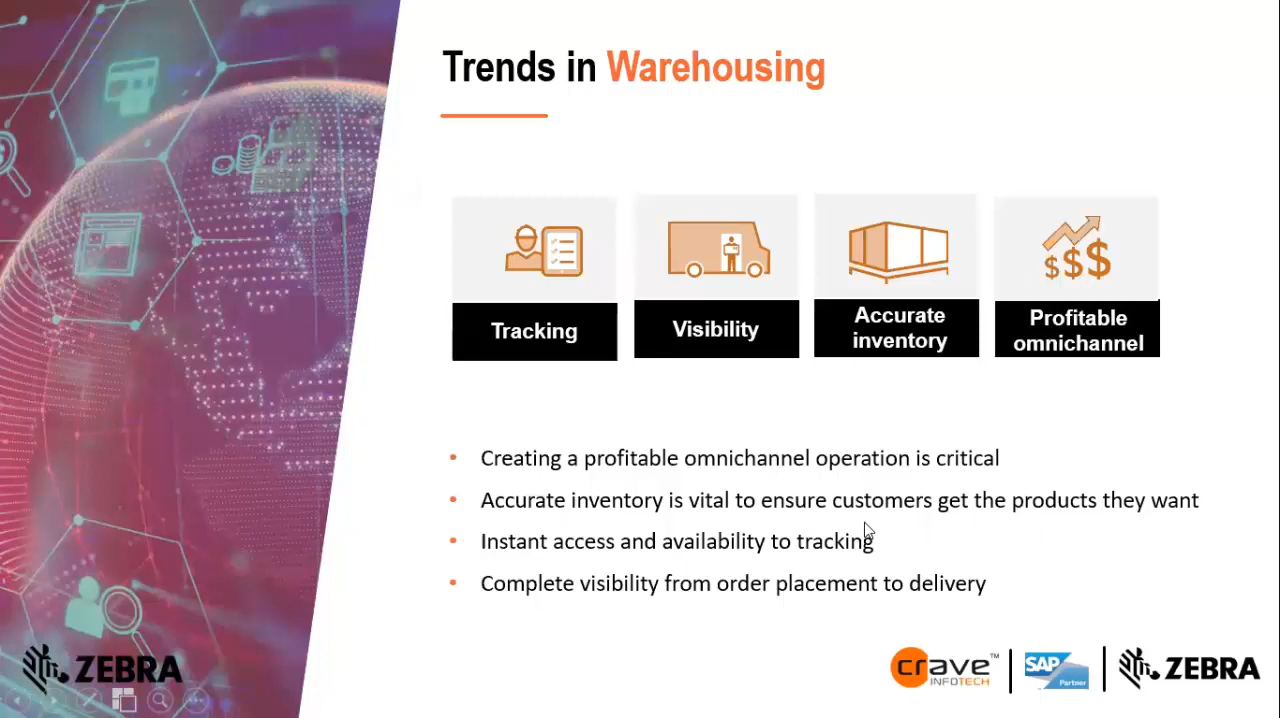 Trends in Warehousing
Tracking
Visibility
Accurate
inventory
Profitable
omnichannel
$$$
• Creating a profitable omnichannel operation is critical
• Accurate inventory is vital to ensure customers get the products they want
• Instant access and availability to tracking
• Complete visibility from order placement to delivery
ZEBRA
crave™
INFOTECH
SAP
Partner
ZEBRA